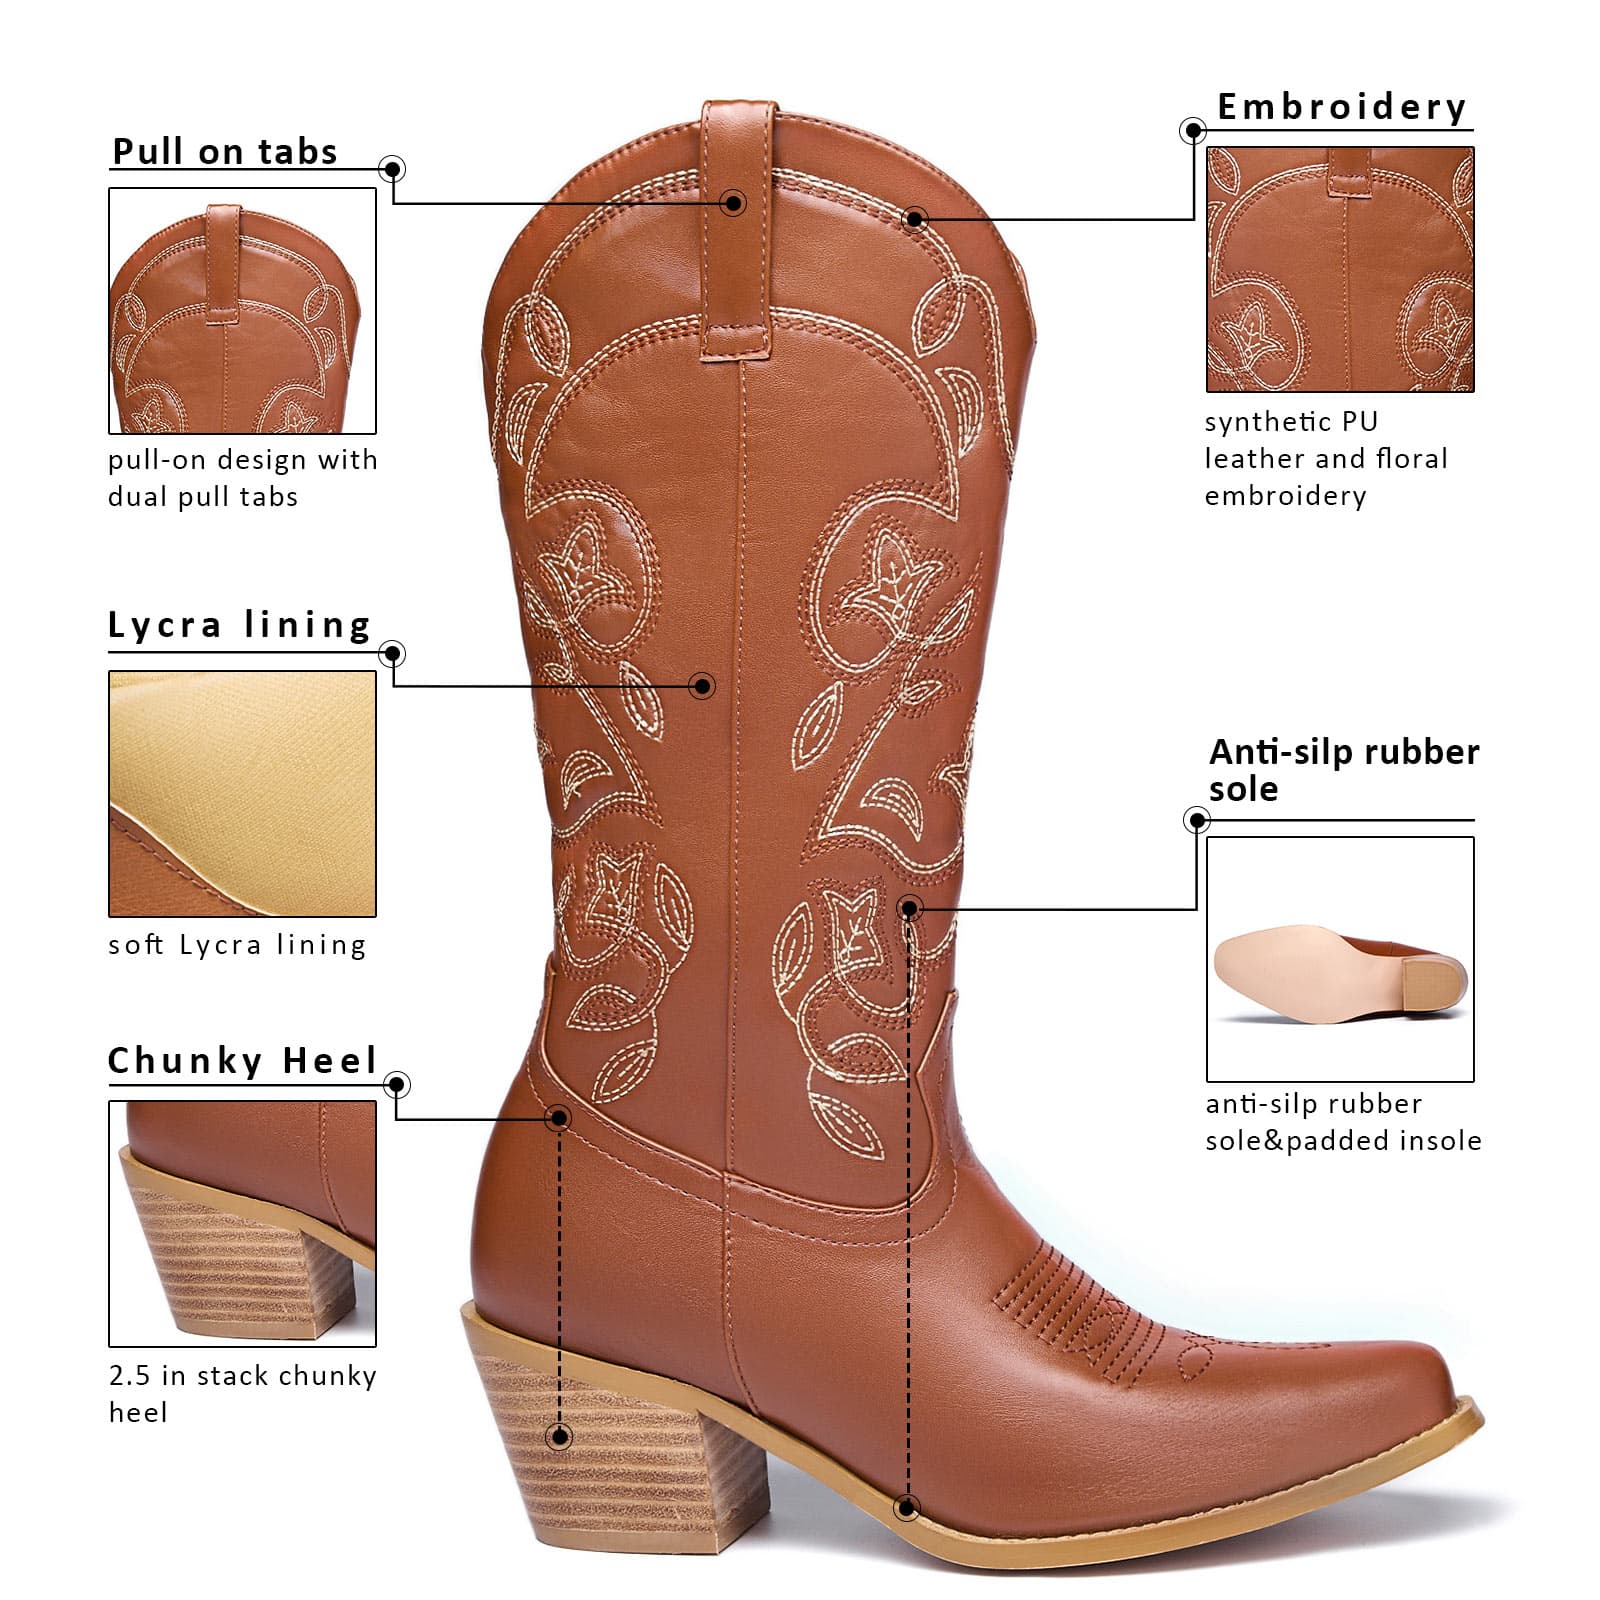 Pull on tabs
pull-on design with
dual pull tabs
Embroidery
synthetic PU
leather and floral
embroidery
Lycra lining
soft Lycra lining
Anti-silp rubber
sole
anti-silp rubber
sole&padded insole
Chunky Heel
2.5 in stack chunky
heel